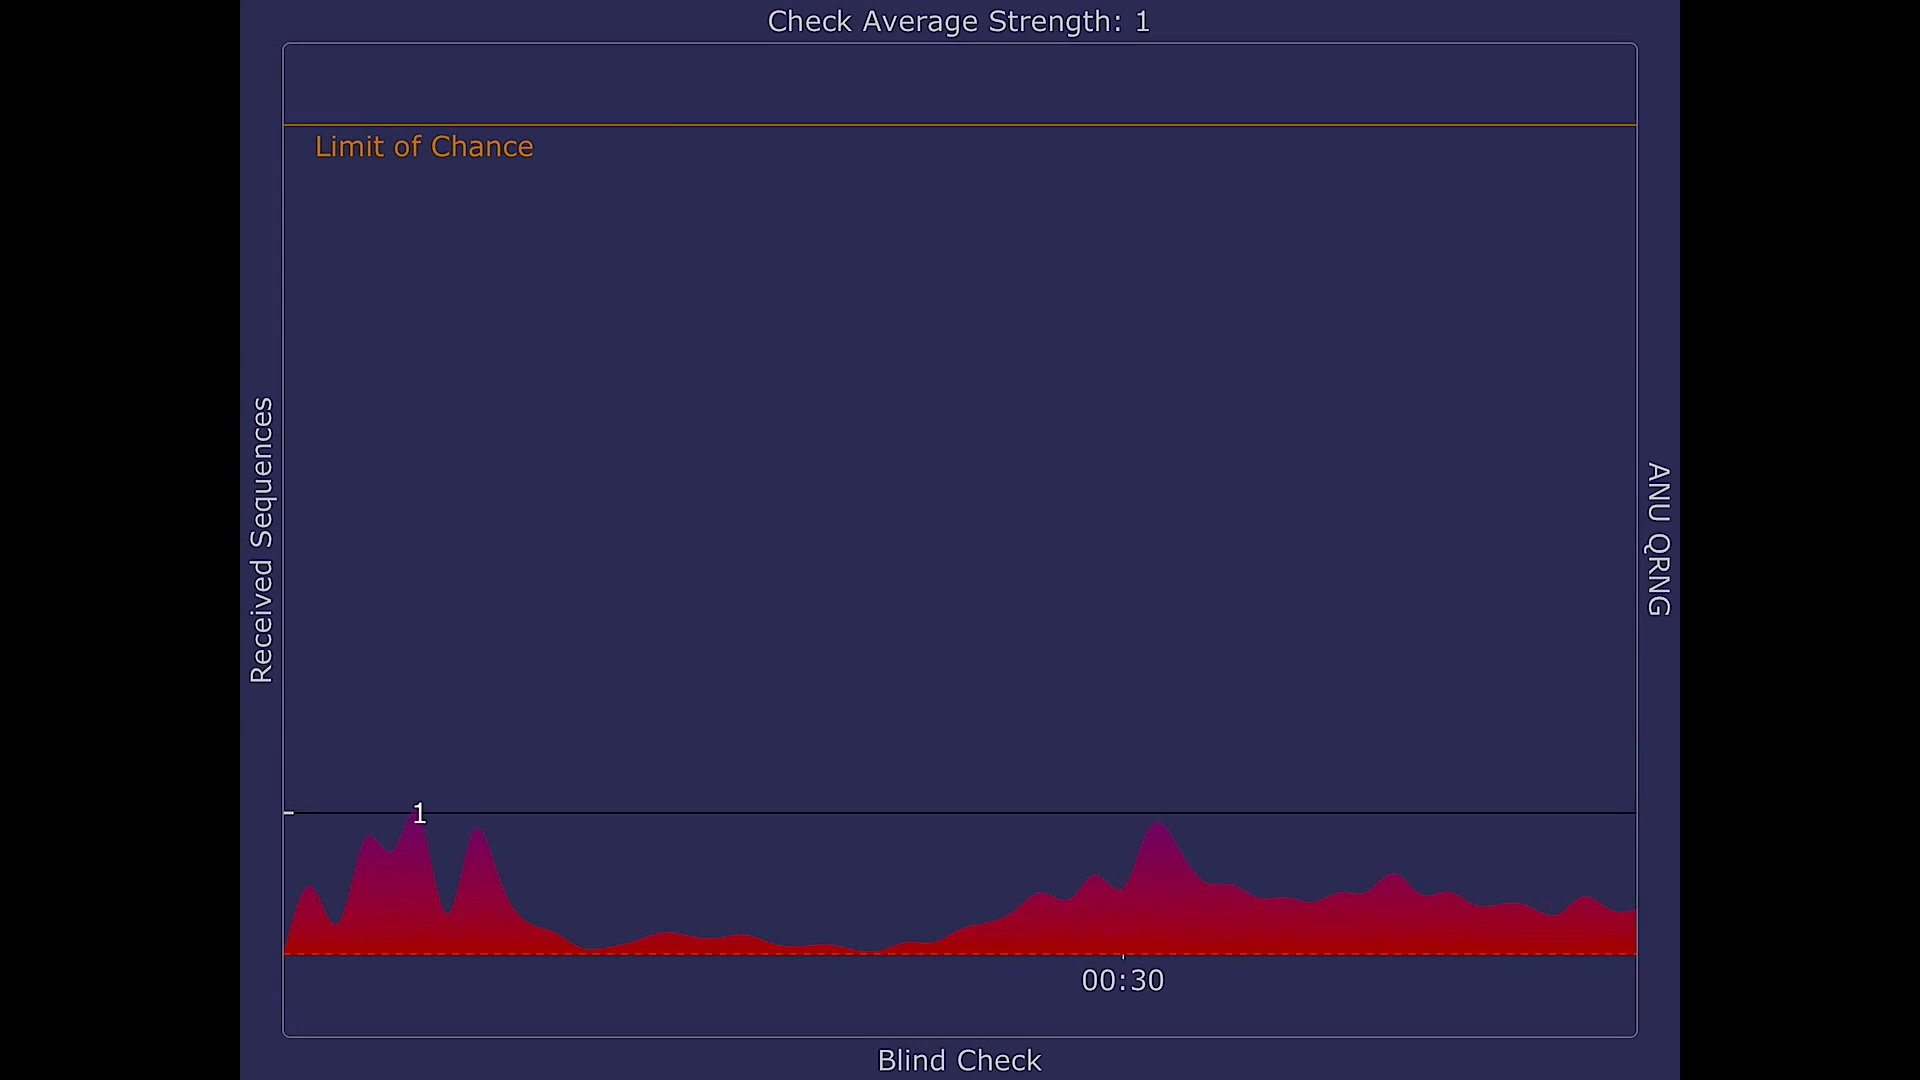 Check Average Strength: 1
Limit of Chance
Received Sequences
ANU QRNG
1
00:30
Blind Check